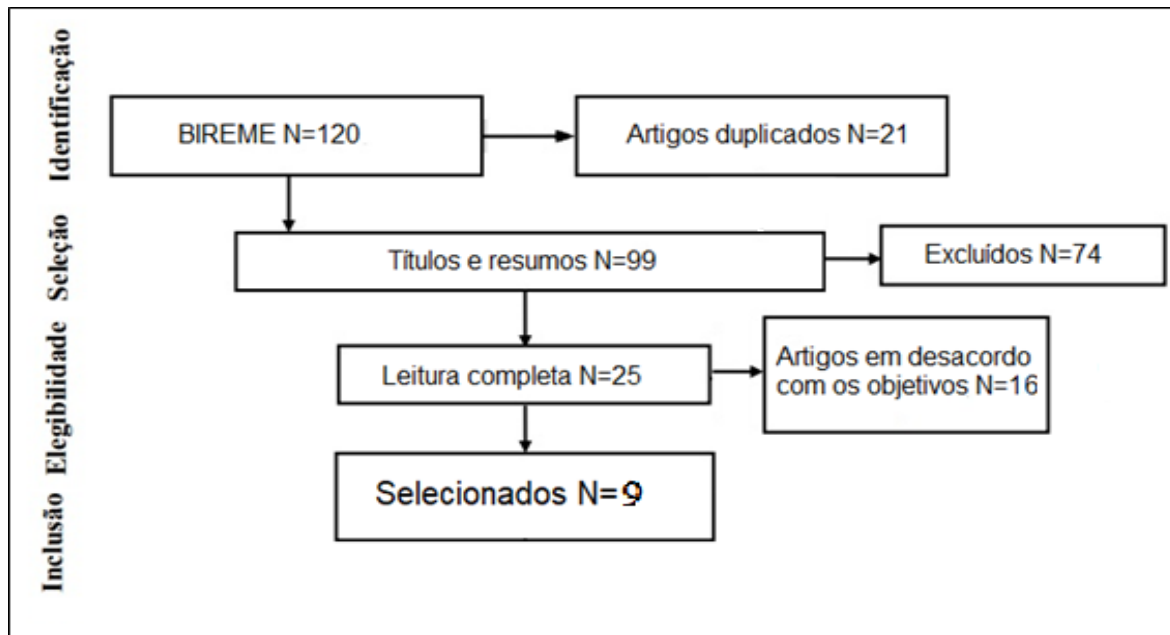 Identificação
BIREME N=120
Artigos duplicados N=21
Seleção
Títulos e resumos N=99
Excluídos N=74
Elegibilidade
Leitura completa N=25
Artigos em desacordo
com os objetivos N=16
Inclusão
Selecionados N=9